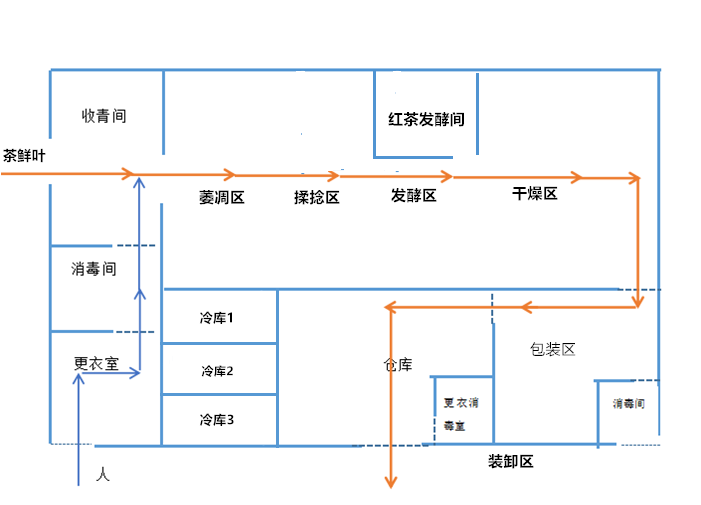 收青间
红茶发酵间
茶鲜叶
萎凋区
揉捻区
发酵区
干燥区
消毒间
冷库1
更衣室
冷库2
仓库
包装区
冷库3
更衣消
毒室
消毒间
装卸区
人